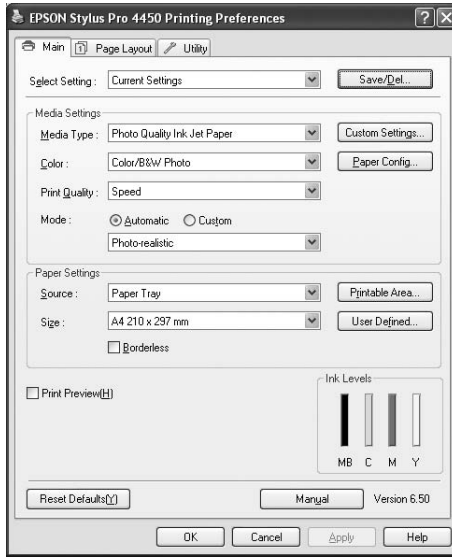 EPSON Stylus Pro 4450 Printing Preferences
Main Page Layout Utility
Select Setting : Current Settings Save/Del...
Media Settings
Media Type : Photo Quality Ink Jet Paper Custom Settings...
Color : Color/B&W Photo Paper Config...
Print Quality : Speed
Mode : Automatic Custom
Photo-realistic
Paper Settings
Source : Paper Tray Printable Area...
Size : A4 210 x 297 mm User Defined...
Borderless
Print Preview(H)
Ink Levels
MB C M Y
Reset Defaults(Y) Manual Version 6.50
OK Cancel Apply Help